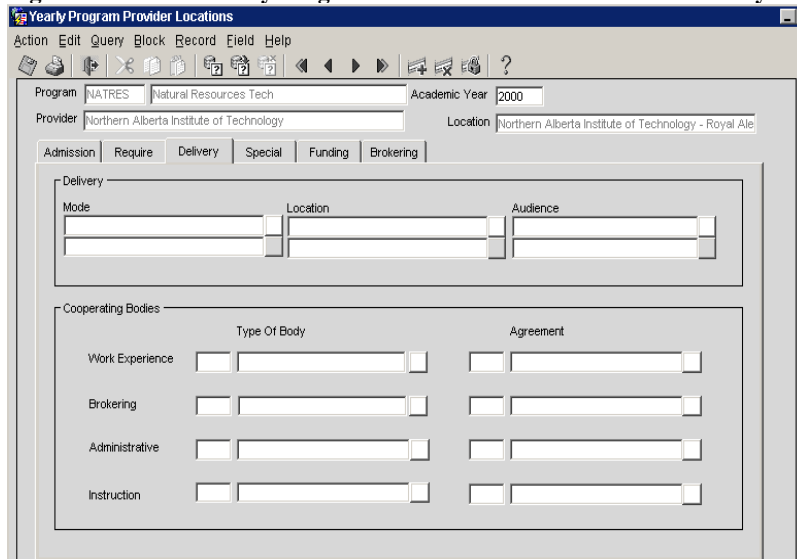 Yearly Program Provider Locations
Action Edit Query Block Record Field Help
Program NATRES Natural Resources Tech Academic Year 2000
Provider Northern Alberta Institute of Technology Location Northern Alberta Institute of Technology - Royal Ale
Admission Require Delivery Special Funding Brokering
Delivery
Mode Location Audience
Cooperating Bodies
Type Of Body Agreement
Work Experience
Brokering
Administrative
Instruction